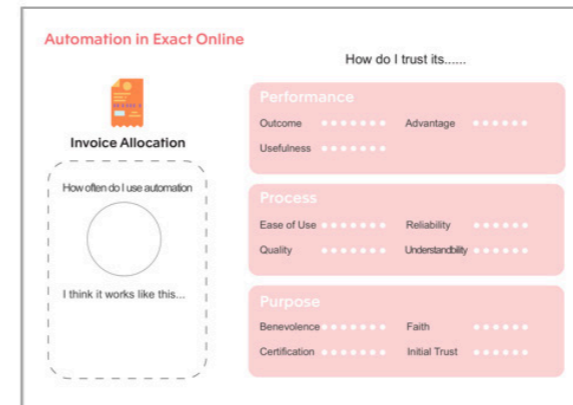 Automation in Exact Online
How do I trust its......
Invoice Allocation
How often do I use automation
I think it works like this...
Performance
Outcome Advantage
Usefulness
Process
Ease of Use Reliability
Quality Understandbility
Purpose
Benevolence Faith
Certification Initial Trust